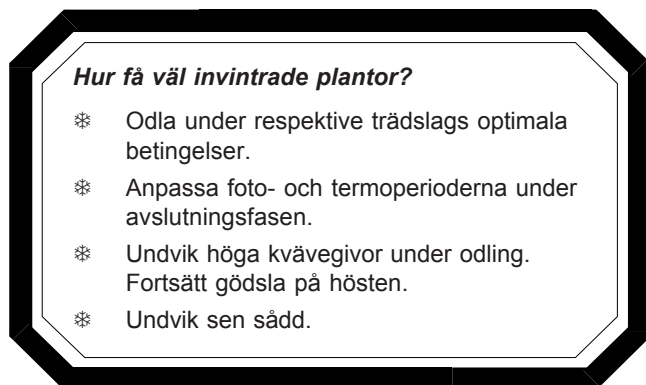 Hur få väl invintrade plantor?
❄ Odla under respektive trädslags optimala
betingelser.
❄ Anpassa foto- och termoperioderna under
avslutningsfasen.
❄ Undvik höga kvävegivor under odling.
Fortsätt gödsla på hösten.
❄ Undvik sen sådd.